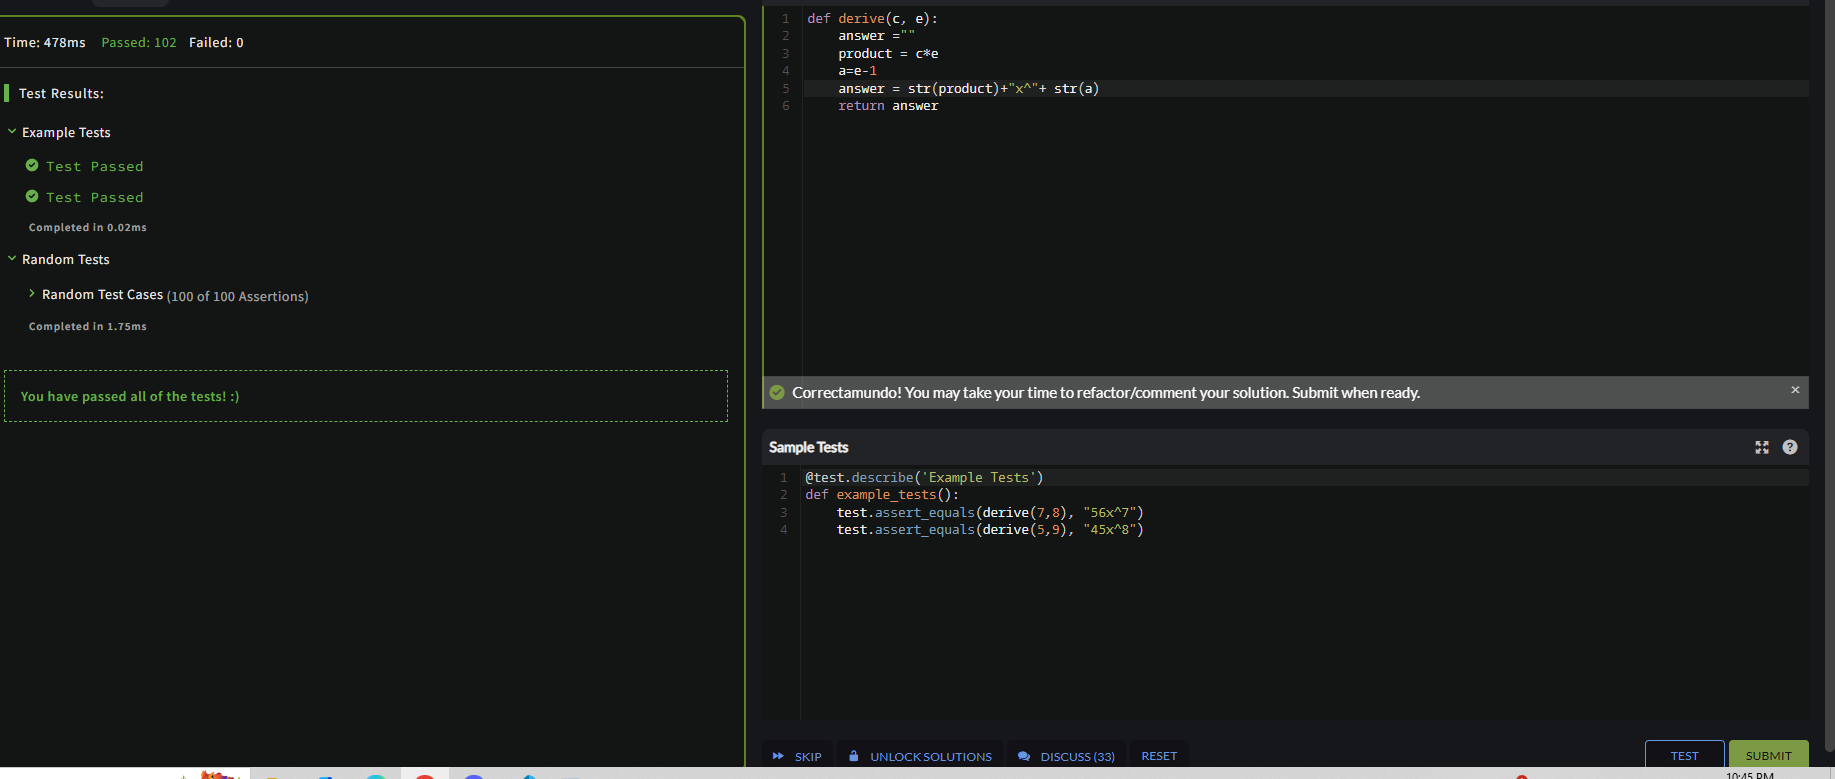 Time: 478ms Passed: 102 Failed: 0
Test Results:
Example Tests
Test Passed
Test Passed
Completed in 0.02ms
Random Tests
Random Test Cases (100 of 100 Assertions)
Completed in 1.75ms
You have passed all of the tests! :)
1 def derive(c, e):
2     answer =""
3     product = c*e
4     a=e-1
5     answer = str(product)+"x^"+ str(a)
6     return answer
Correctamundo! You may take your time to refactor/comment your solution. Submit when ready. ×
Sample Tests ?
1 @test.describe('Example Tests')
2 def example_tests():
3     test.assert_equals(derive(7,8), "56x^7")
4     test.assert_equals(derive(5,9), "45x^8")
SKIP UNLOCK SOLUTIONS DISCUSS (33) RESET TEST SUBMIT
10:45 PM